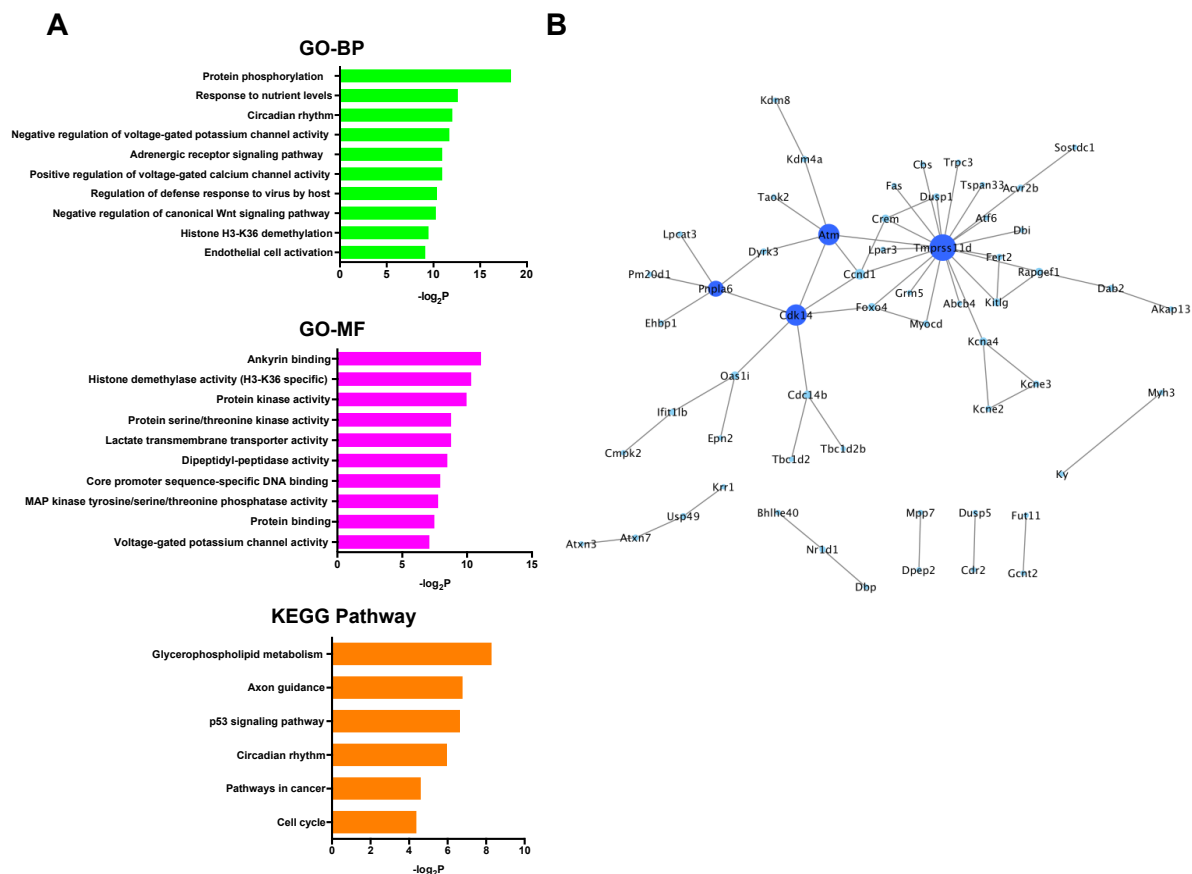 A
GO-BP
Protein phosphorylation
Response to nutrient levels
Circadian rhythm
Negative regulation of voltage-gated potassium channel activity
Adrenergic receptor signaling pathway
Positive regulation of voltage-gated calcium channel activity
Regulation of defense response to virus by host
Negative regulation of canonical Wnt signaling pathway
Histone H3-K36 demethylation
Endothelial cell activation
0 5 10 15 20
-log2P
GO-MF
Ankyrin binding
Histone demethylase activity (H3-K36 specific)
Protein kinase activity
Protein serine/threonine kinase activity
Lactate transmembrane transporter activity
Dipeptidyl-peptidase activity
Core promoter sequence-specific DNA binding
MAP kinase tyrosine/serine/threonine phosphatase activity
Protein binding
Voltage-gated potassium channel activity
0 5 10 15
-log2P
KEGG Pathway
Glycerophospholipid metabolism
Axon guidance
p53 signaling pathway
Circadian rhythm
Pathways in cancer
Cell cycle
0 2 4 6 8 10
-log2P
B
Kdm8
Kdm4a
Sostdc1
Cbs
Trpc3
Fas
Tspan33
Acvr2b
Taok2
Dusp1
Crem
Atf6
Dbi
Lpcat3
Atm
Dyrk3
Lpar3
Tmprss11d
Fert2
Pm20d1
Ccnd1
Rapgef1
Pnpla6
Grm5
Dab2
Ehbp1
Cdk14
Foxo4
Abcb4
Kitlg
Akap13
Myocd
Kcna4
Oas1i
Kcne3
Cdc14b
Myh3
Ifit1lb
Kcne2
Epn2
Tbc1d2b
Cmpk2
Tbc1d2
Ky
Krr1
Usp49
Bhlhe40
Mpp7
Dusp5
Fut11
Atxn3
Atxn7
Nr1d1
Dpep2
Cdr2
Gcnt2
Dbp